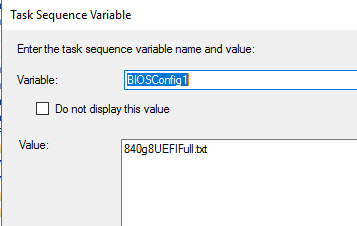 Task Sequence Variable
Enter the task sequence variable name and value:
Variable: BIOSConfig1
Do not display this value
Value: 840g8UEFIFull.txt